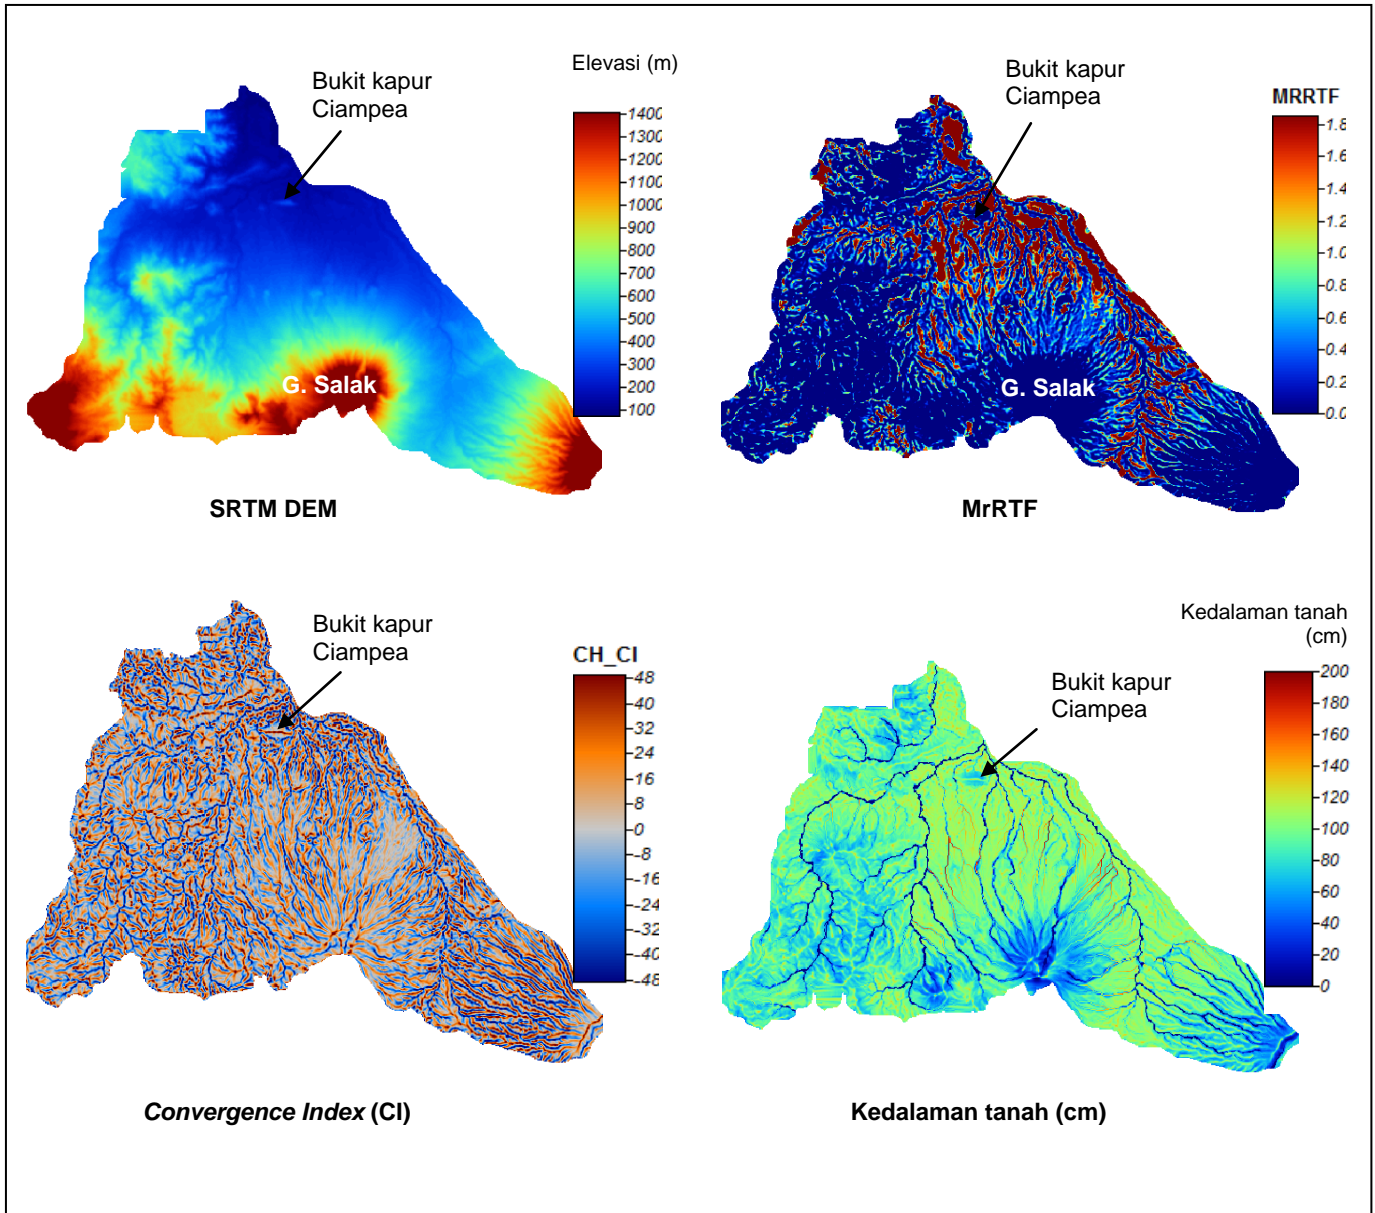 Elevasi (m)
Bukit kapur
Ciampea
1400
1300
1200
1100
1000
900
800
700
600
500
400
300
200
100
G. Salak
SRTM DEM
Bukit kapur
Ciampea
MRRTF
1.8
1.6
1.4
1.2
1.0
0.8
0.6
0.4
0.2
0.0
G. Salak
MrRTF
Bukit kapur
Ciampea
CH_CI
48
40
32
24
16
8
0
-8
-16
-24
-32
-40
-48
Convergence Index (CI)
Kedalaman tanah
(cm)
Bukit kapur
Ciampea
200
180
160
140
120
100
80
60
40
20
0
Kedalaman tanah (cm)